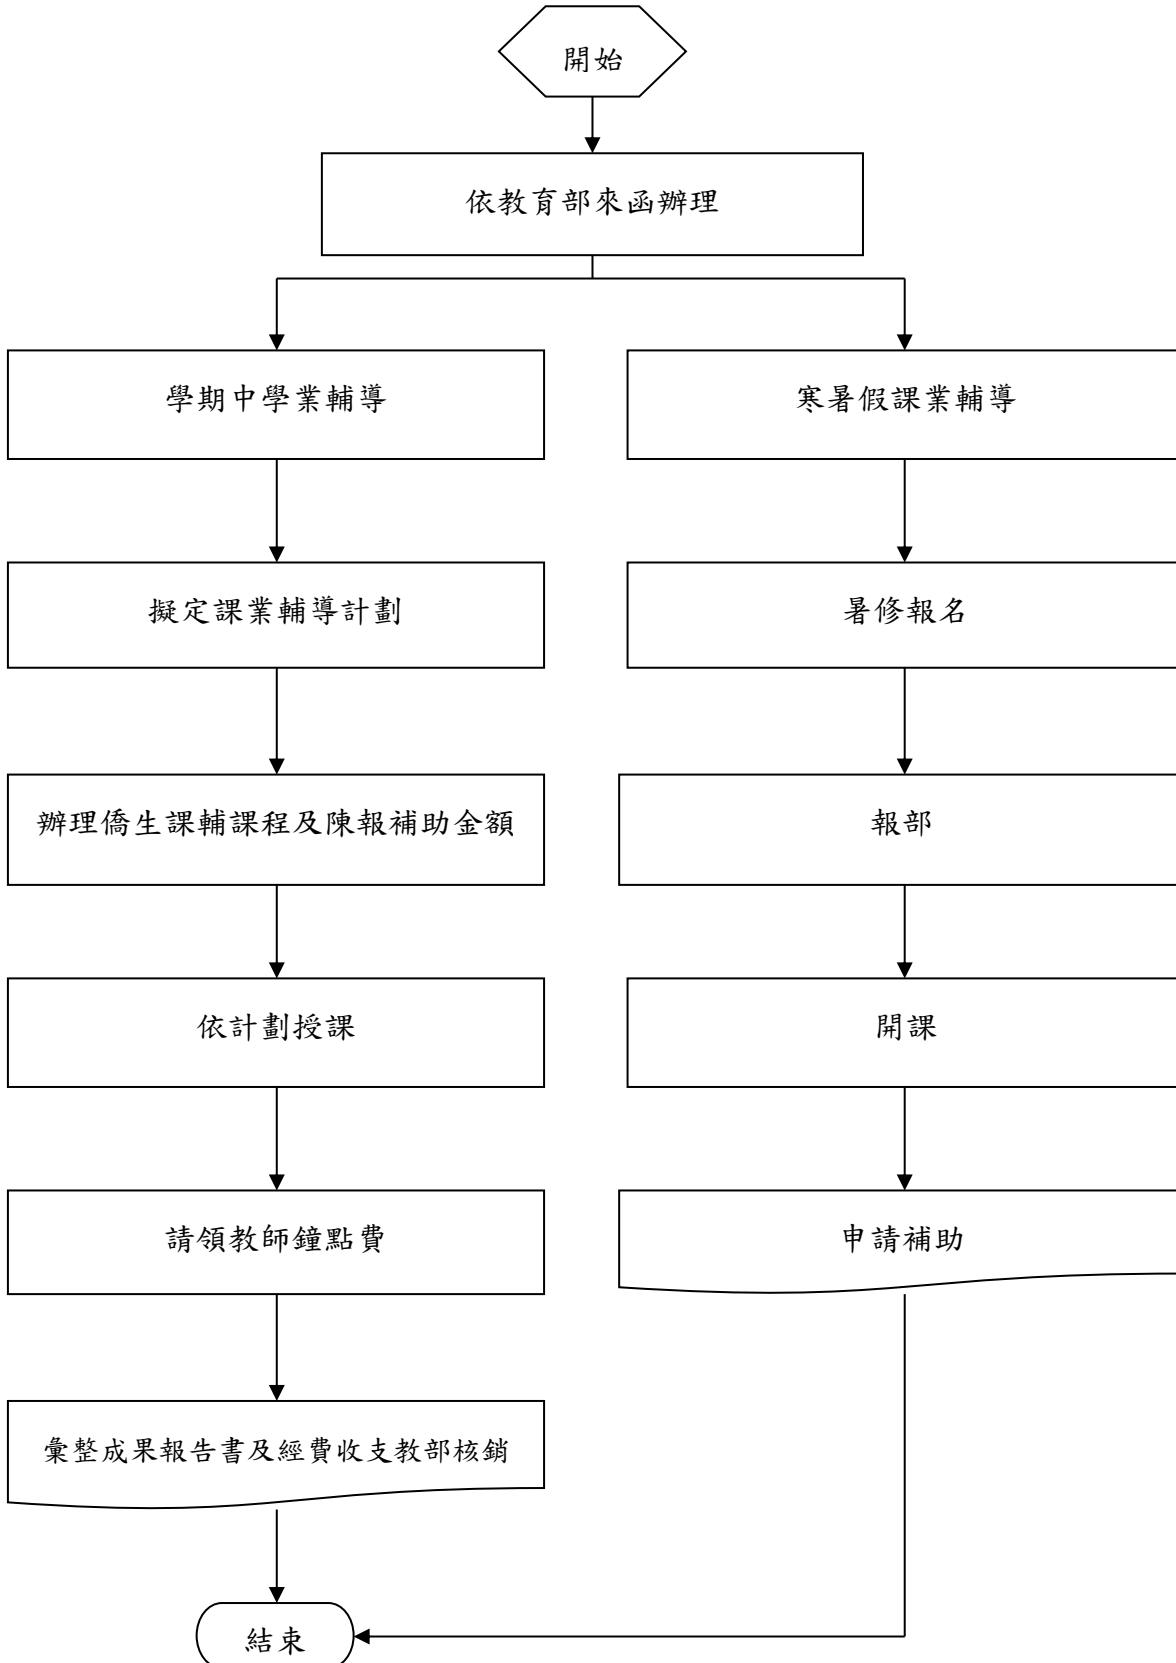 開始
依教育部來函辦理
學期中學業輔導
寒暑假課業輔導
擬定課業輔導計劃
暑修報名
辦理僑生課輔課程及陳報補助金額
報部
依計劃授課
開課
請領教師鐘點費
申請補助
彙整成果報告書及經費收支教部核銷
結束